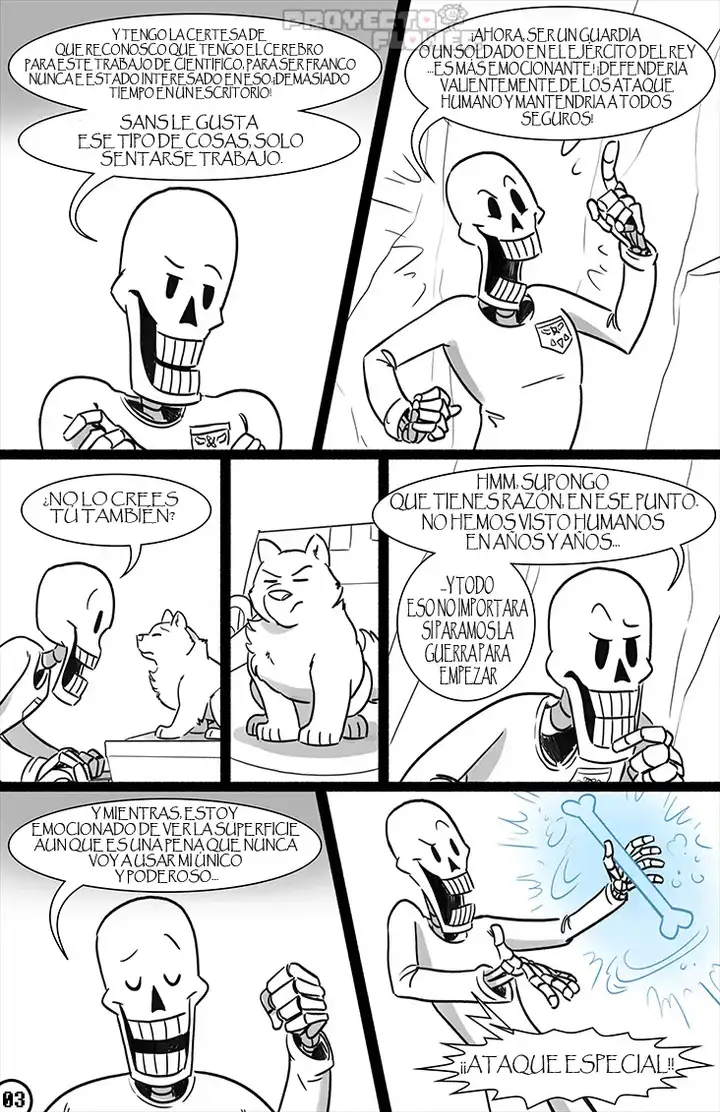 PROYECTO
FLOWER
Y TENGO LA CERTESA DE
QUE RECONOSCO QUE TENGO EL CEREBRO
PARA ESTE TRABAJO DE CIENTIFICO, PARA SER FRANCO
NUNCA E ESTADO INTERESADO EN ESO ¡DEMASIADO
TIEMPO EN UN ESCRITORIO!
SANS LE GUSTA
ESE TIPO DE COSAS, SOLO
SENTARSE TRABAJO.
¡AHORA, SER UN GUARDIA
O UN SOLDADO EN EL EJÉRCITO DEL REY
...ES MÁS EMOCIONANTE! ¡DEFENDERIA
VALIENTEMENTE DE LOS ATAQUE
HUMANO Y MANTENDRIA A TODOS
SEGUROS!
¿NO LO CREES
TU TAMBIEN?
HMM, SUPONGO
QUE TIENES RAZÓN, EN ESE PUNTO.
NO HEMOS VISTO HUMANOS
EN AÑOS Y AÑOS...
...Y TODO
ESO NO IMPORTARA
SI PARAMOS LA
GUERRA PARA
EMPEZAR
Y MIENTRAS, ESTOY
EMOCIONADO DE VER LA SUPERFICIE
AUN QUE ES UNA PENA QUE NUNCA
VOY A USAR MI ÚNICO
Y PODEROSO...
¡¡ATAQUE ESPECIAL!!
03